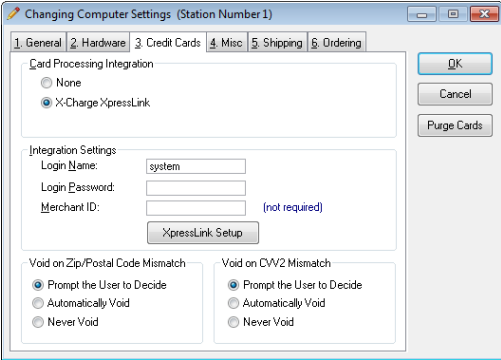 Changing Computer Settings (Station Number 1)
1. General 2. Hardware 3. Credit Cards 4. Misc 5. Shipping 6. Ordering
Card Processing Integration
None
X-Charge XpressLink
OK
Cancel
Purge Cards
Integration Settings
Login Name: system
Login Password:
Merchant ID: (not required)
XpressLink Setup
Void on Zip/Postal Code Mismatch
Prompt the User to Decide
Automatically Void
Never Void
Void on CVV2 Mismatch
Prompt the User to Decide
Automatically Void
Never Void